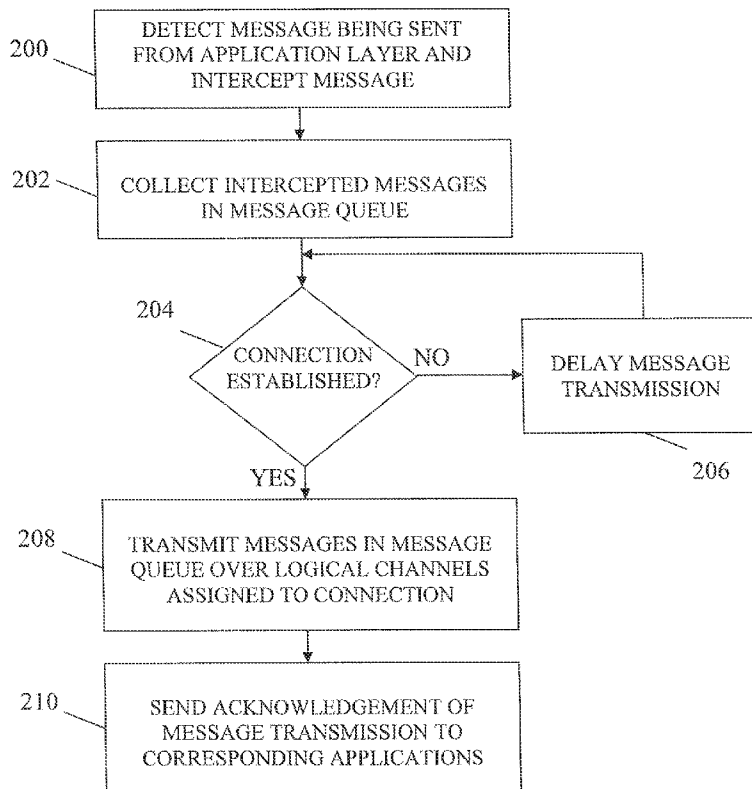 200
DETECT MESSAGE BEING SENT
FROM APPLICATION LAYER AND
INTERCEPT MESSAGE
202
COLLECT INTERCEPTED MESSAGES
IN MESSAGE QUEUE
204
CONNECTION
ESTABLISHED?
NO
DELAY MESSAGE
TRANSMISSION
206
YES
208
TRANSMIT MESSAGES IN MESSAGE
QUEUE OVER LOGICAL CHANNELS
ASSIGNED TO CONNECTION
210
SEND ACKNOWLEDGEMENT OF
MESSAGE TRANSMISSION TO
CORRESPONDING APPLICATIONS